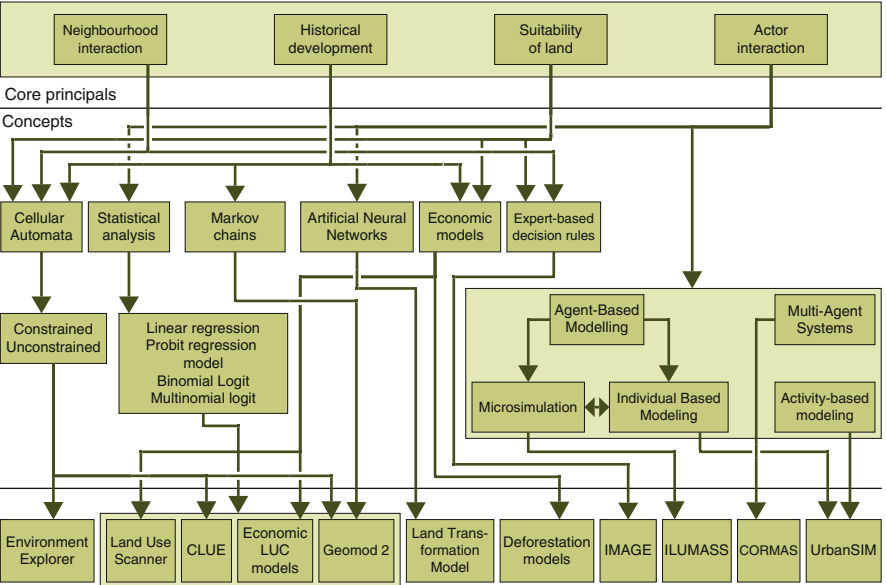 Neighbourhood
interaction
Historical
development
Suitability
of land
Actor
interaction
Core principals
Concepts
Cellular
Automata
Statistical
analysis
Markov
chains
Artificial Neural
Networks
Economic
models
Expert-based
decision rules
Constrained
Unconstrained
Linear regression
Probit regression
model
Binomial Logit
Multinomial logit
Agent-Based
Modelling
Multi-Agent
Systems
Microsimulation
Individual Based
Modeling
Activity-based
modeling
Environment
Explorer
Land Use
Scanner
CLUE
Economic
LUC
models
Geomod 2
Land Trans-
formation
Model
Deforestation
models
IMAGE
ILUMASS
CORMAS
UrbanSIM